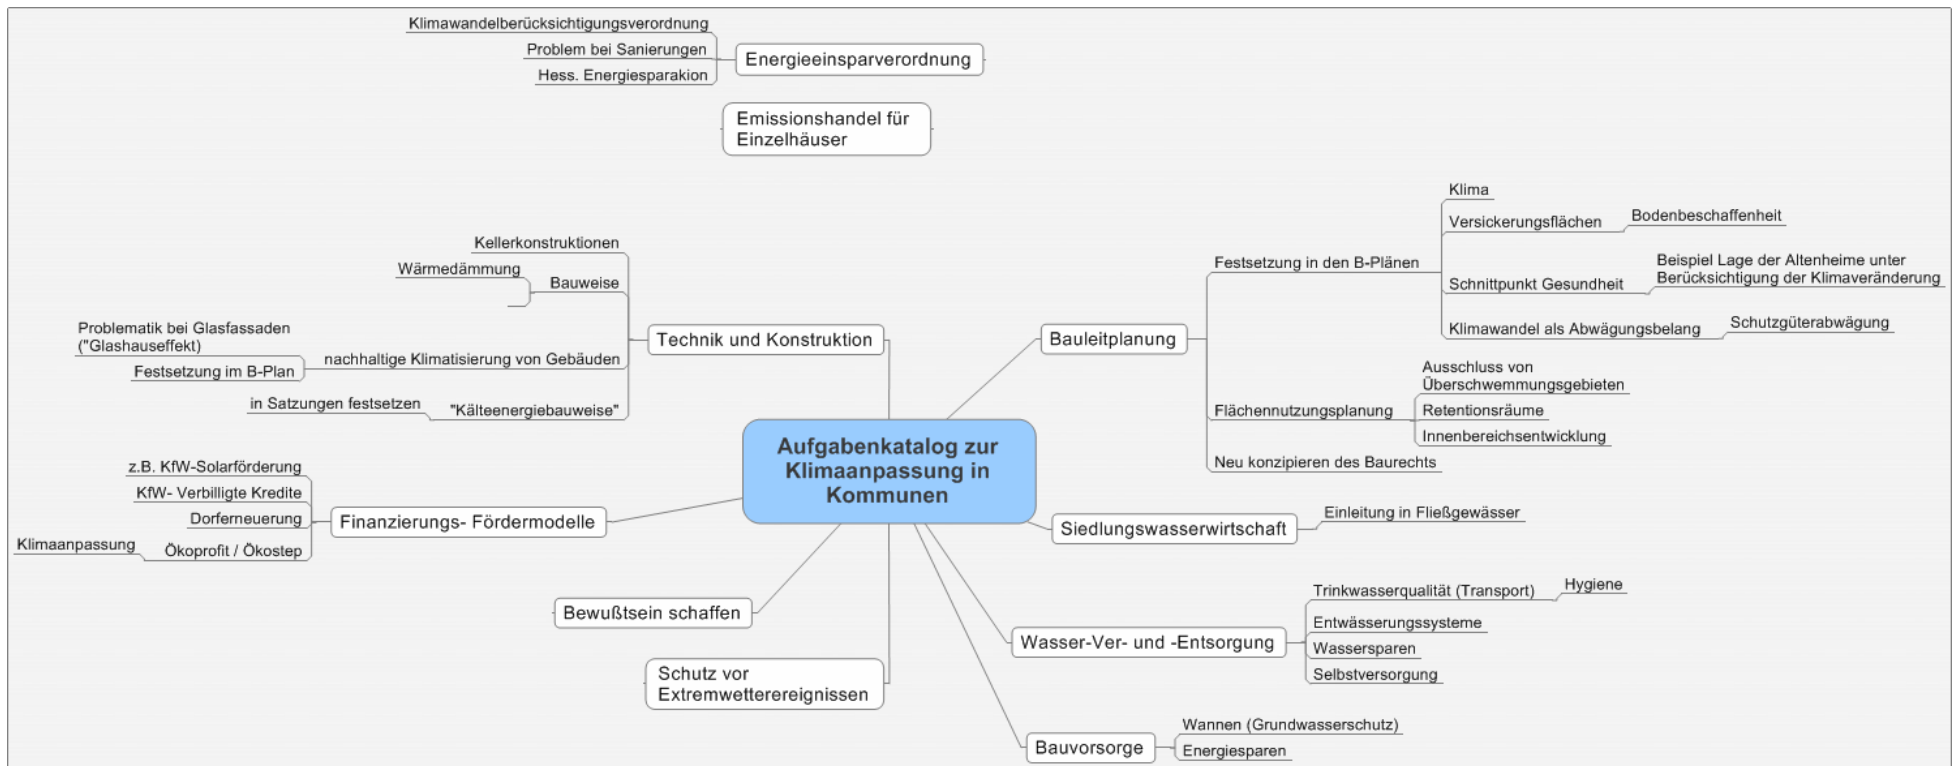 Klimawandelberücksichtigungsverordnung
Problem bei Sanierungen
Hess. Energiesparakion
Energieeinsparverordnung
Emissionshandel für
Einzelhäuser
Kellerkonstruktionen
Wärmedämmung
Bauweise
Problematik bei Glasfassaden
("Glashauseffekt)
Festsetzung im B-Plan
nachhaltige Klimatisierung von Gebäuden
in Satzungen festsetzen
"Kälteenergiebauweise"
Technik und Konstruktion
z.B. KfW-Solarförderung
KfW- Verbilligte Kredite
Dorferneuerung
Klimaanpassung
Ökoprofit / Ökostep
Finanzierungs- Fördermodelle
Bewußtsein schaffen
Schutz vor
Extremwetterereignissen
Aufgabenkatalog zur
Klimaanpassung in
Kommunen
Bauleitplanung
Festsetzung in den B-Plänen
Klima
Versickerungsflächen
Bodenbeschaffenheit
Schnittpunkt Gesundheit
Beispiel Lage der Altenheime unter
Berücksichtigung der Klimaveränderung
Klimawandel als Abwägungsbelang
Schutzgüterabwägung
Flächennutzungsplanung
Ausschluss von
Überschwemmungsgebieten
Retentionsräume
Innenbereichsentwicklung
Neu konzipieren des Baurechts
Siedlungswasserwirtschaft
Einleitung in Fließgewässer
Wasser-Ver- und -Entsorgung
Trinkwasserqualität (Transport)
Hygiene
Entwässerungssysteme
Wassersparen
Selbstversorgung
Bauvorsorge
Wannen (Grundwasserschutz)
Energiesparen